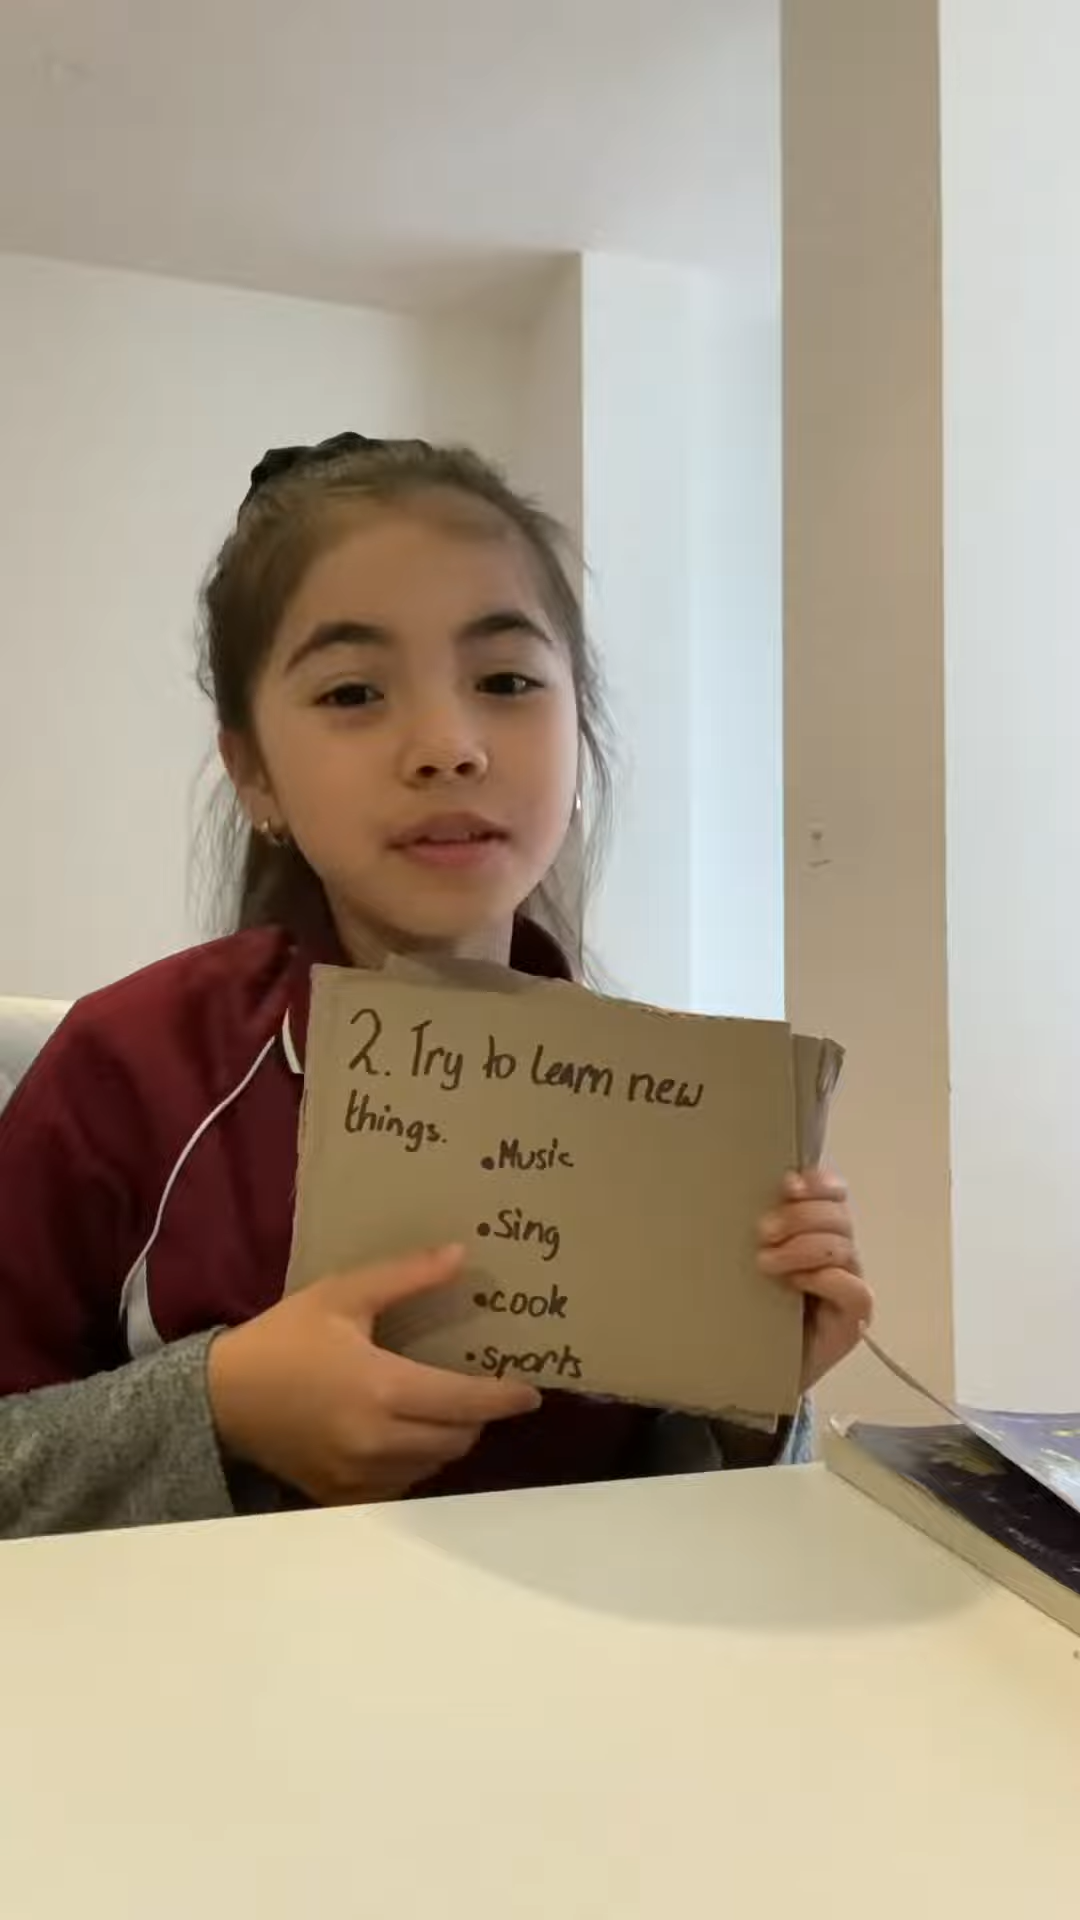 2. Try to learn new
things.
•Music
•Sing
•cook
•sports